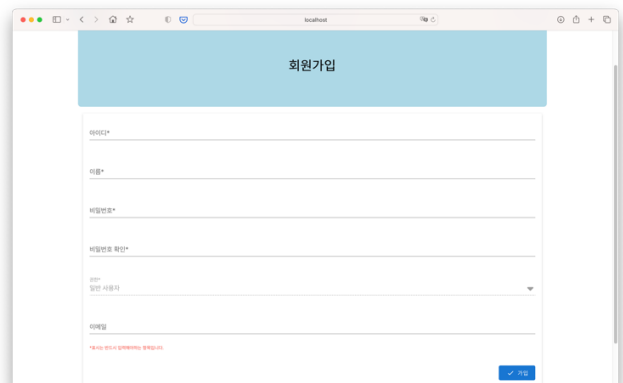 localhost
회원가입
아이디*
이름*
비밀번호*
비밀번호 확인*
권한*
일반 사용자
이메일
*표시는 반드시 입력해야하는 항목입니다.
가입